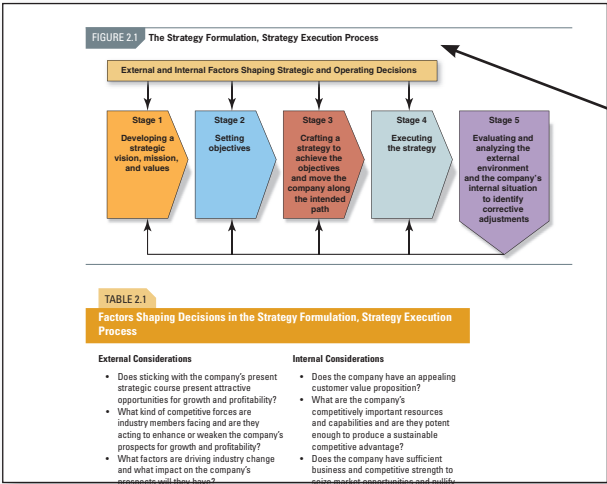 FIGURE 2.1 The Strategy Formulation, Strategy Execution Process
External and Internal Factors Shaping Strategic and Operating Decisions
Stage 1
Developing a
strategic
vision, mission,
and values
Stage 2
Setting
objectives
Stage 3
Crafting a
strategy to
achieve the
objectives
and move the
company along
the intended
path
Stage 4
Executing
the strategy
Stage 5
Evaluating and
analyzing the
external
environment
and the company's
internal situation
to identify
corrective
adjustments
TABLE 2.1
Factors Shaping Decisions in the Strategy Formulation, Strategy Execution
Process
External Considerations
• Does sticking with the company's present
strategic course present attractive
opportunities for growth and profitability?
• What kind of competitive forces are
industry members facing and are they
acting to enhance or weaken the company's
prospects for growth and profitability?
• What factors are driving industry change
and what impact on the company's
prospects will they have?
Internal Considerations
• Does the company have an appealing
customer value proposition?
• What are the company's
competitively important resources
and capabilities and are they potent
enough to produce a sustainable
competitive advantage?
• Does the company have sufficient
business and competitive strength to
seize market opportunities and nullify